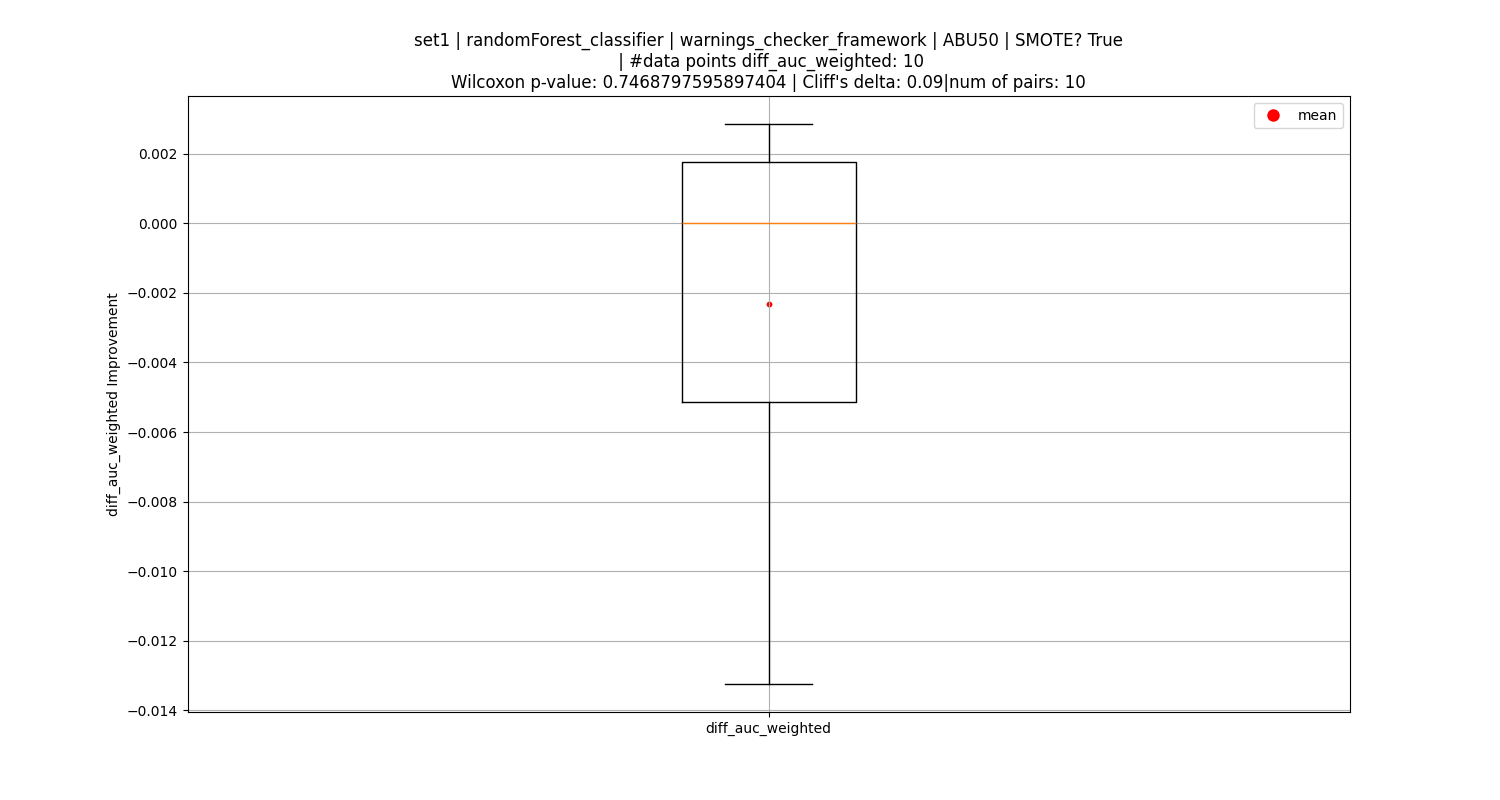 set1 | randomForest_classifier | warnings_checker_framework | ABU50 | SMOTE? True
| #data points diff_auc_weighted: 10
Wilcoxon p-value: 0.7468797595897404 | Cliff's delta: 0.09|num of pairs: 10
mean
0.002
0.000
−0.002
−0.004
−0.006
−0.008
−0.010
−0.012
−0.014
diff_auc_weighted Improvement
diff_auc_weighted